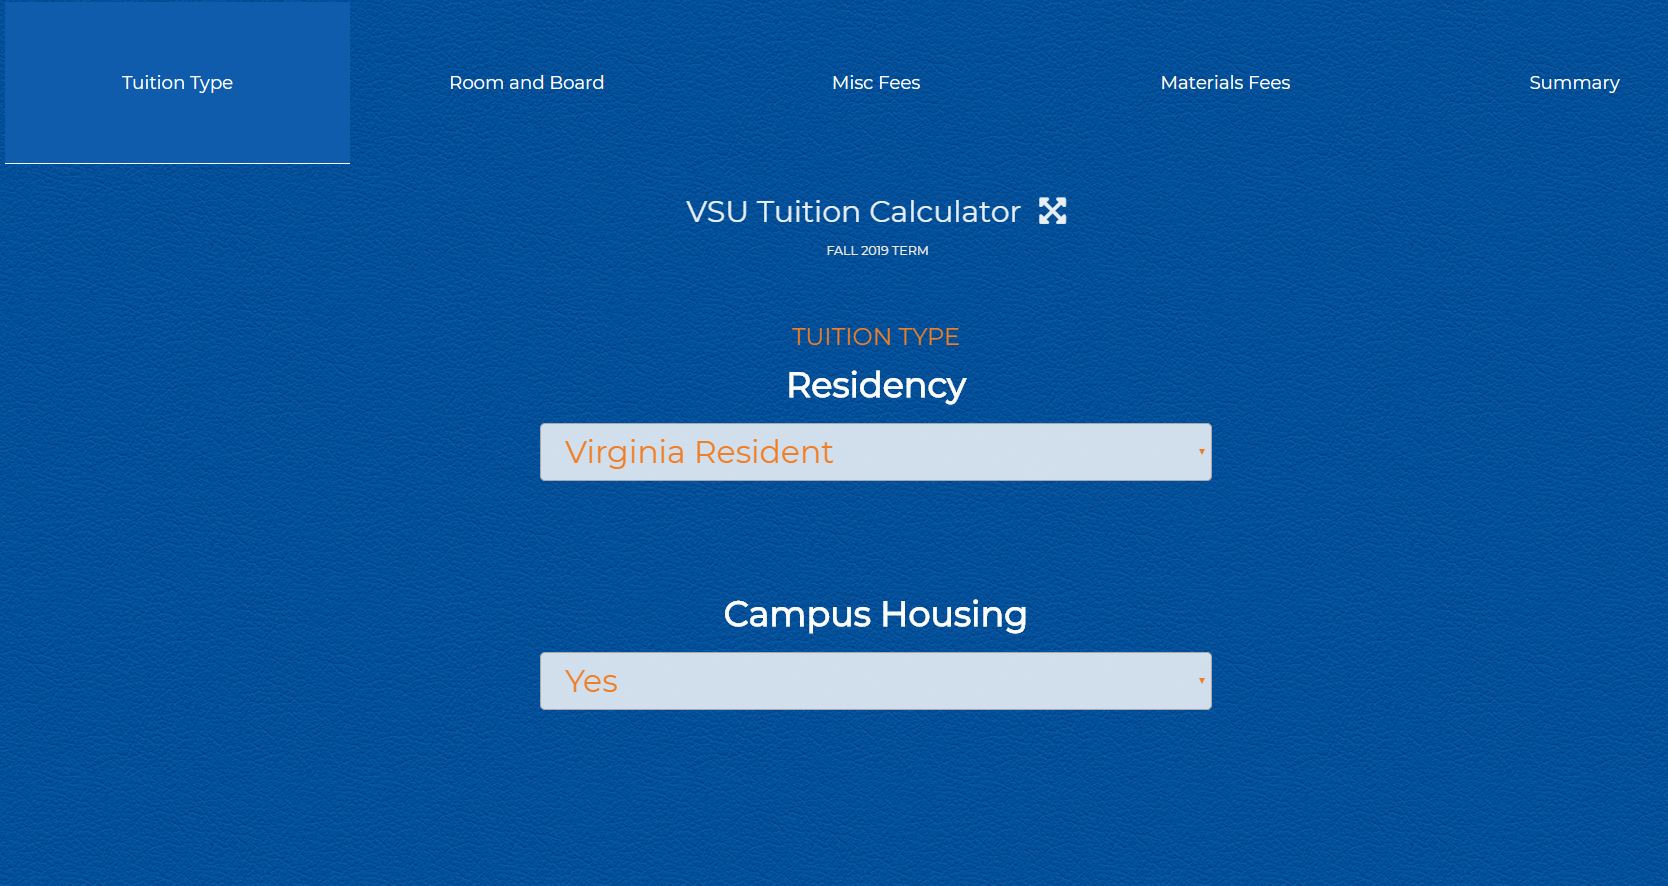 Tuition Type
Room and Board
Misc Fees
Materials Fees
Summary
VSU Tuition Calculator
FALL 2019 TERM
TUITION TYPE
Residency
Virginia Resident
Campus Housing
Yes